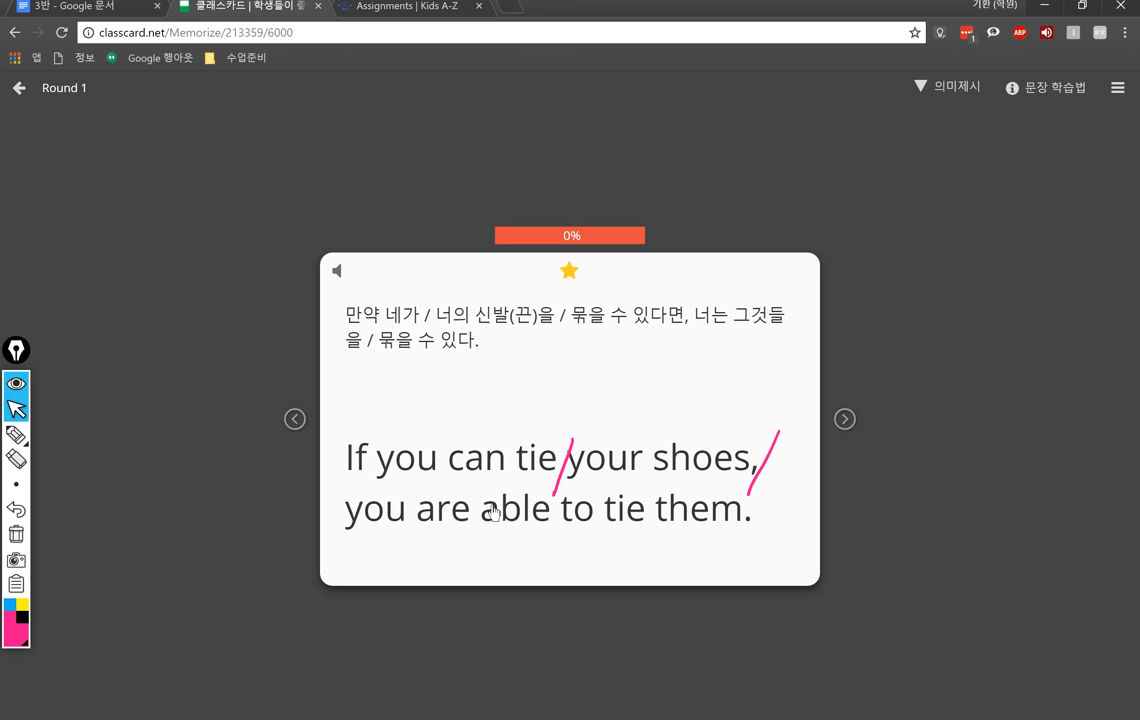 3반 - Google 문서
클래스카드 | 학생들이 즐
Assignments | Kids A-Z
기환 (학원)
classcard.net/Memorize/213359/6000
1
ABP
앱
정보
Google 행아웃
수업준비
Round 1
의미제시
문장 학습법
0%
만약 네가 / 너의 신발(끈)을 / 묶을 수 있다면, 너는 그것들
을 / 묶을 수 있다.
If you can tie/your shoes,/
you are able to tie them.